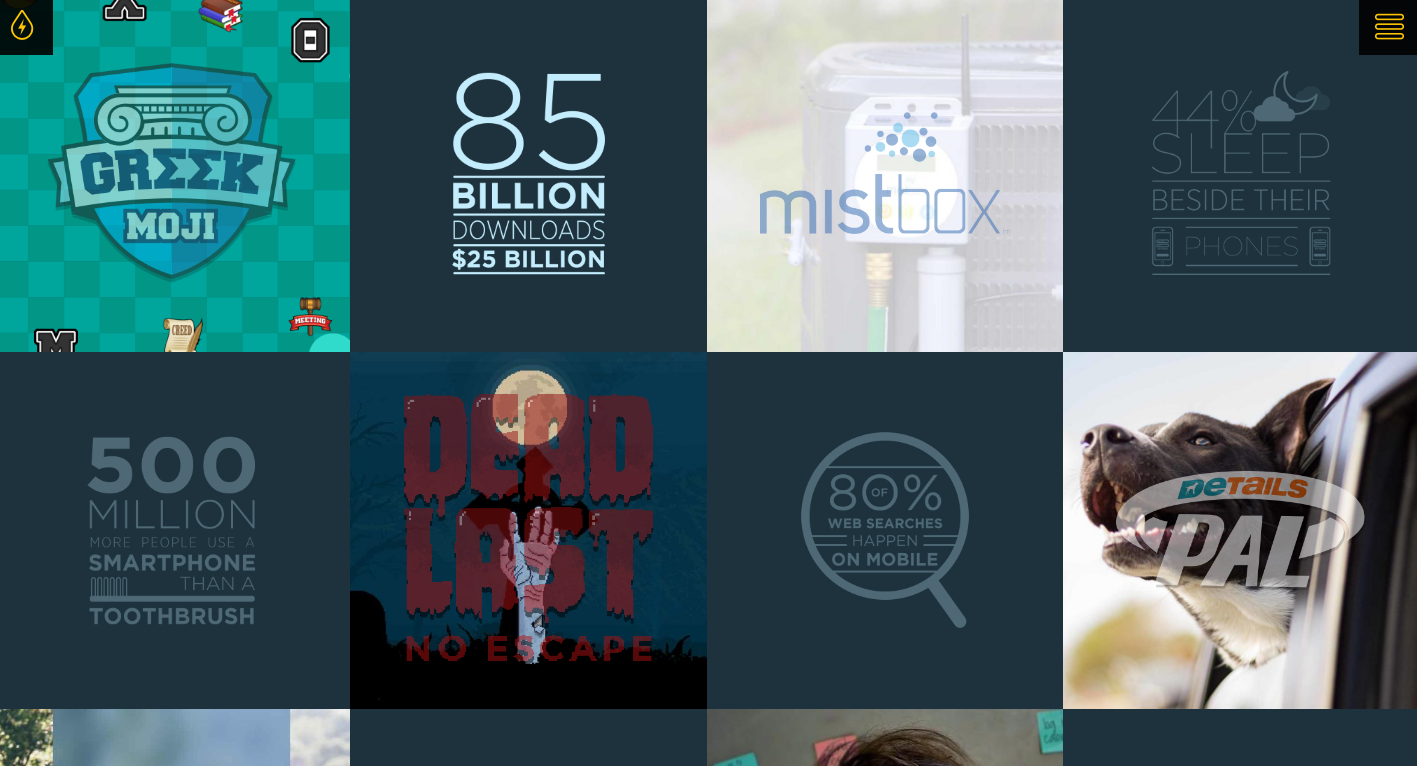 GRΣΣK
MOJI
CREED
MEETING
M
85
BILLION
DOWNLOADS
$25 BILLION
mistbox
44%
SLEEP
BESIDE THEIR
PHONES
500
MILLION
MORE PEOPLE USE A
SMARTPHONE
THAN A
TOOTHBRUSH
DEAD
LAST
NO ESCAPE
80%
OF
WEB SEARCHES
HAPPEN
ON MOBILE
DETAILS
PAL